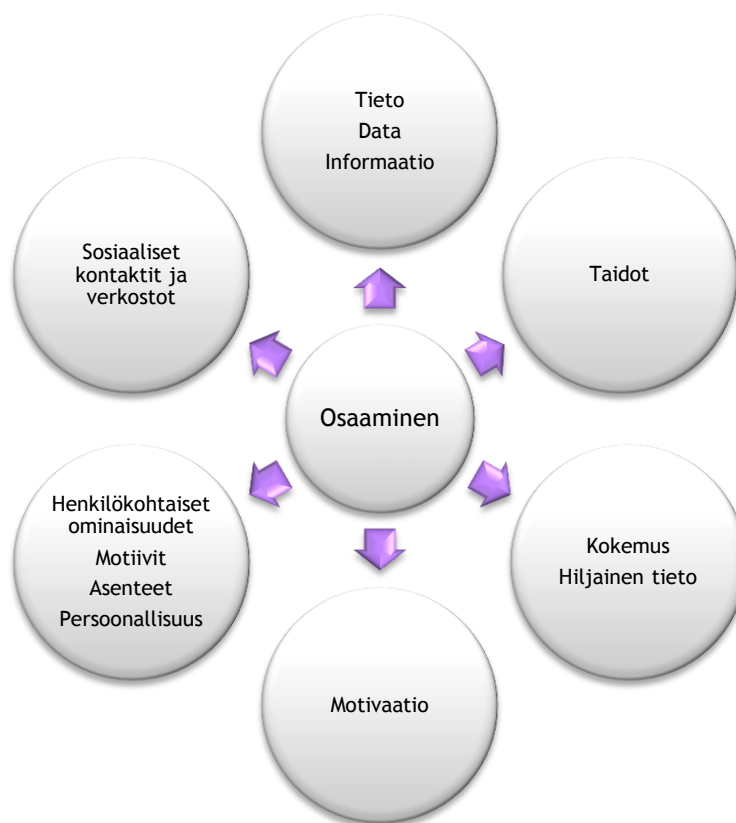 Tieto
Data
Informaatio
Sosiaaliset
kontaktit ja
verkostot
Taidot
Osaaminen
Henkilökohtaiset
ominaisuudet
Motiivit
Asenteet
Persoonallisuus
Kokemus
Hiljainen tieto
Motivaatio